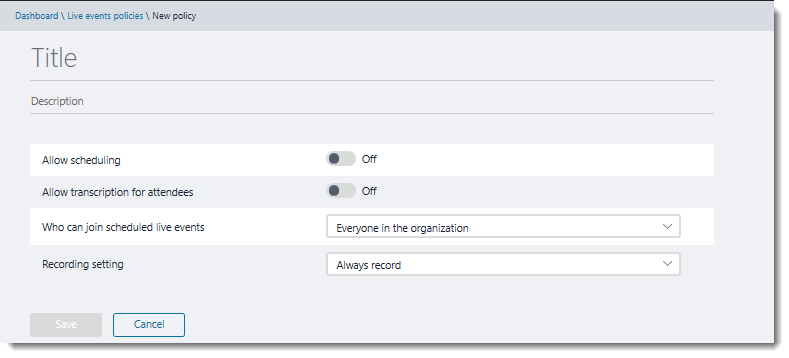 Dashboard \ Live events policies \ New policy
Title
Description
Allow scheduling Off
Allow transcription for attendees Off
Who can join scheduled live events Everyone in the organization
Recording setting Always record
Save Cancel